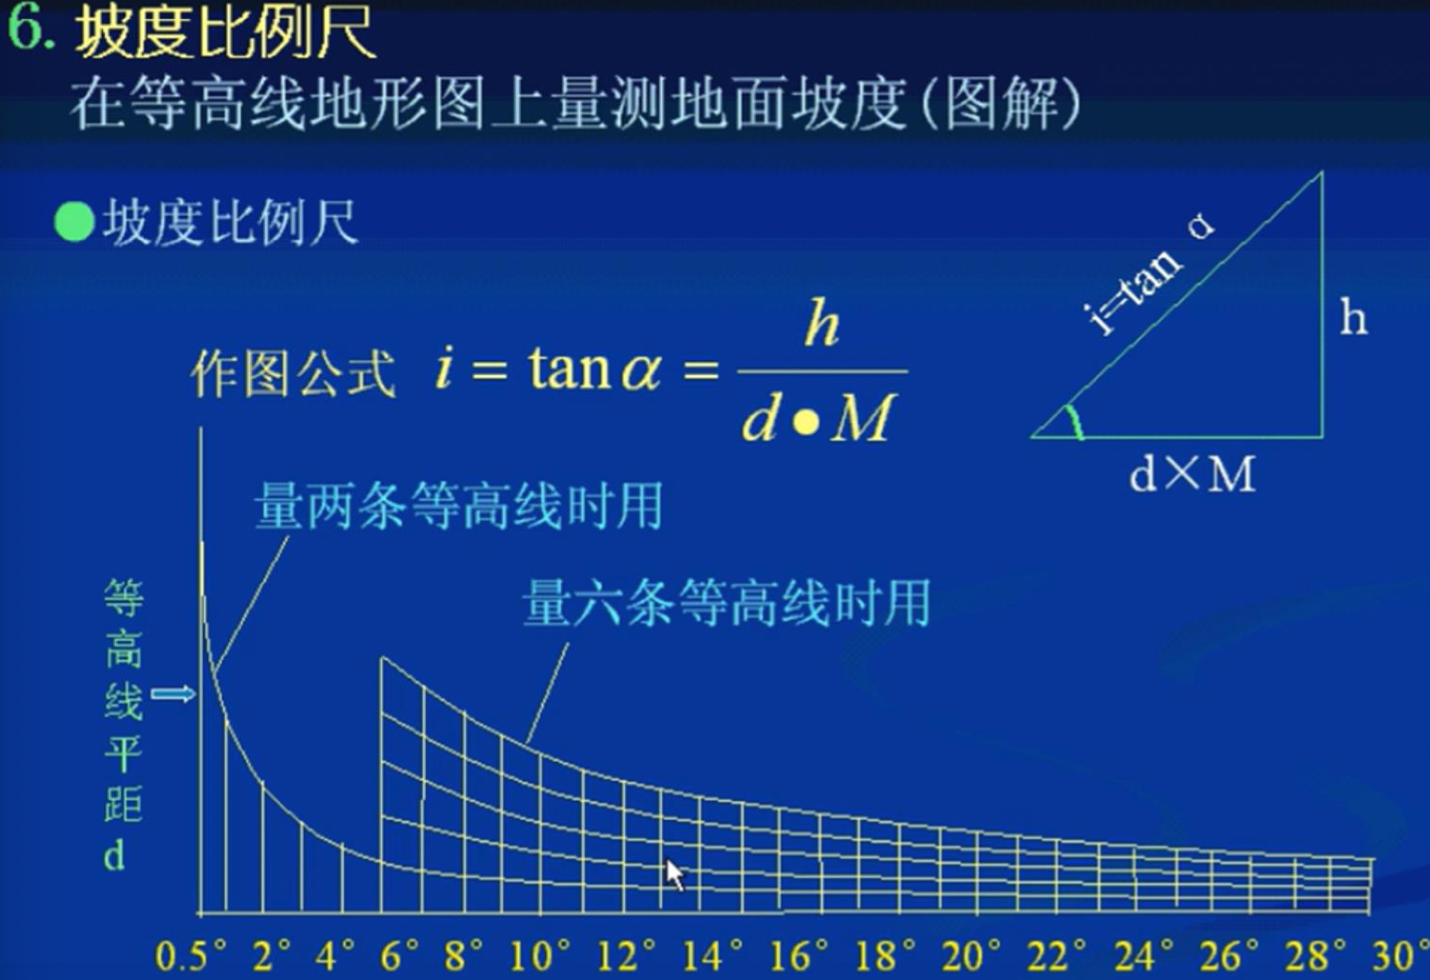 6. 坡度比例尺
在等高线地形图上量测地面坡度(图解)
坡度比例尺
i=tan α
h
d×M
作图公式 i = tan α = h / d•M
量两条等高线时用
量六条等高线时用
等高线平距d
0.5° 2° 4° 6° 8° 10° 12° 14° 16° 18° 20° 22° 24° 26° 28° 30°